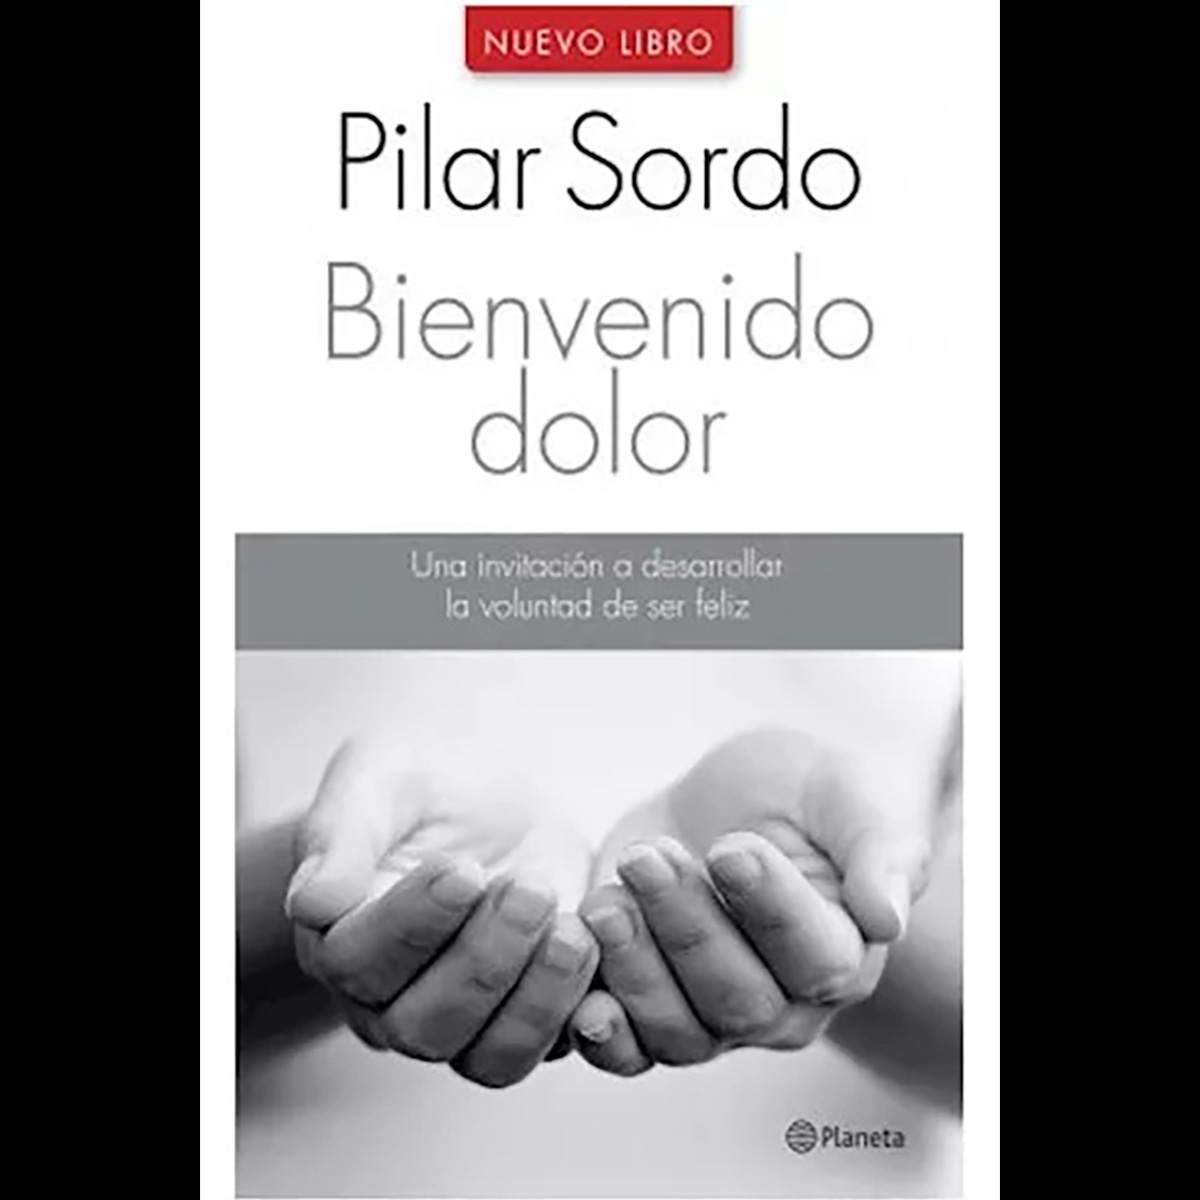 NUEVO LIBRO
Pilar Sordo
Bienvenido
dolor
Una invitación a desarrollar
la voluntad de ser feliz
Planeta